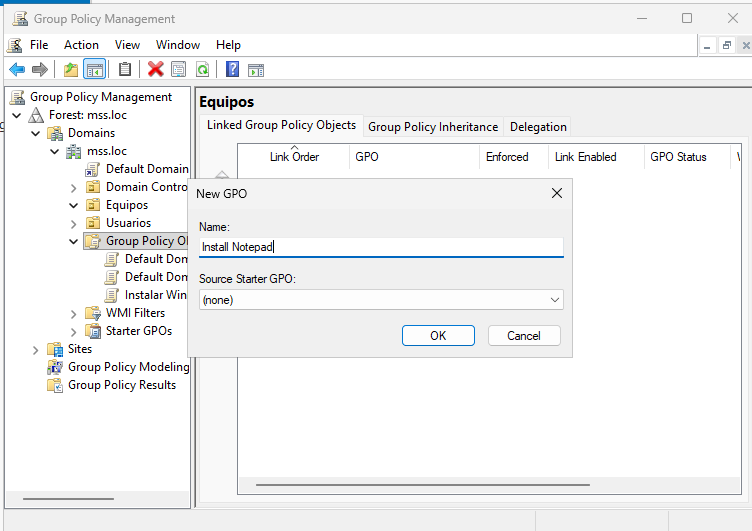 Group Policy Management
File Action View Window Help
Group Policy Management
Forest: mss.loc
Domains
mss.loc
Default Domain
Domain Contro
Equipos
Usuarios
Group Policy Ob
Default Dom
Default Dom
Instalar Win
WMI Filters
Starter GPOs
Sites
Group Policy Modeling
Group Policy Results
Equipos
Linked Group Policy Objects Group Policy Inheritance Delegation
Link Order GPO Enforced Link Enabled GPO Status
New GPO
Name:
Install Notepad
Source Starter GPO:
(none)
OK Cancel